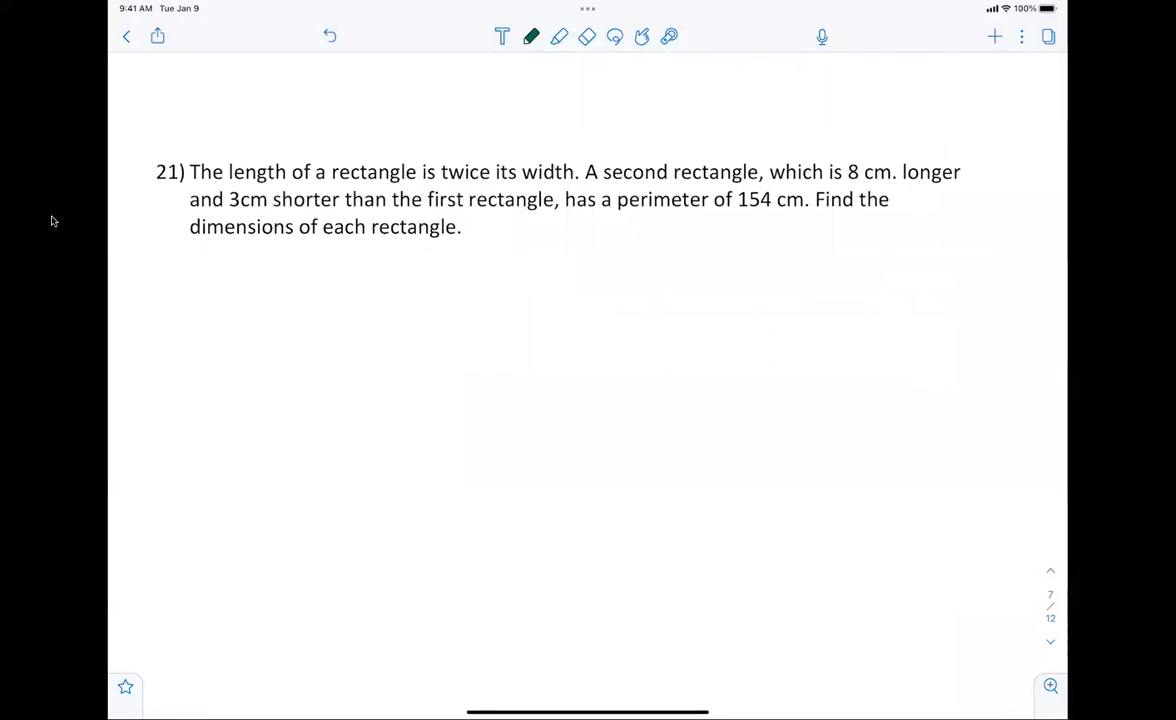 9:41 AM Tue Jan 9
100%
T
21) The length of a rectangle is twice its width. A second rectangle, which is 8 cm. longer
and 3cm shorter than the first rectangle, has a perimeter of 154 cm. Find the
dimensions of each rectangle.
7
/
12